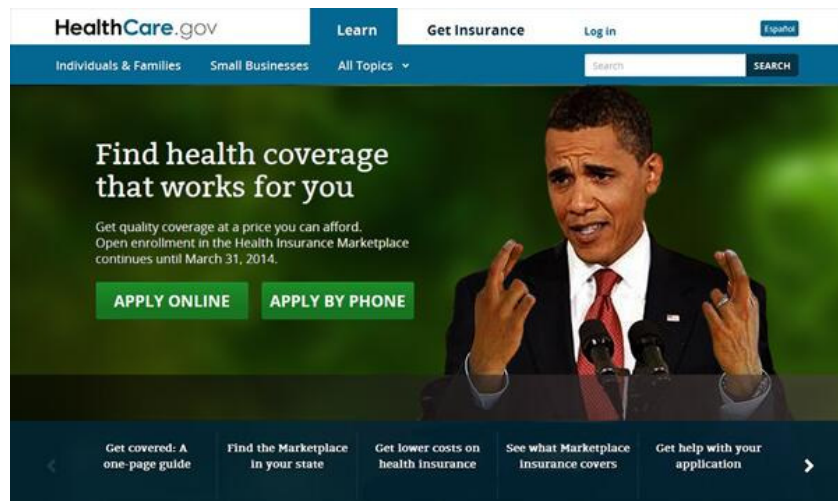 HealthCare.gov
Learn
Get Insurance
Log in
Español
Individuals & Families
Small Businesses
All Topics
Search
SEARCH
Find health coverage
that works for you
Get quality coverage at a price you can afford.
Open enrollment in the Health Insurance Marketplace
continues until March 31, 2014.
APPLY ONLINE
APPLY BY PHONE
Get covered: A
one-page guide
Find the Marketplace
in your state
Get lower costs on
health insurance
See what Marketplace
insurance covers
Get help with your
application